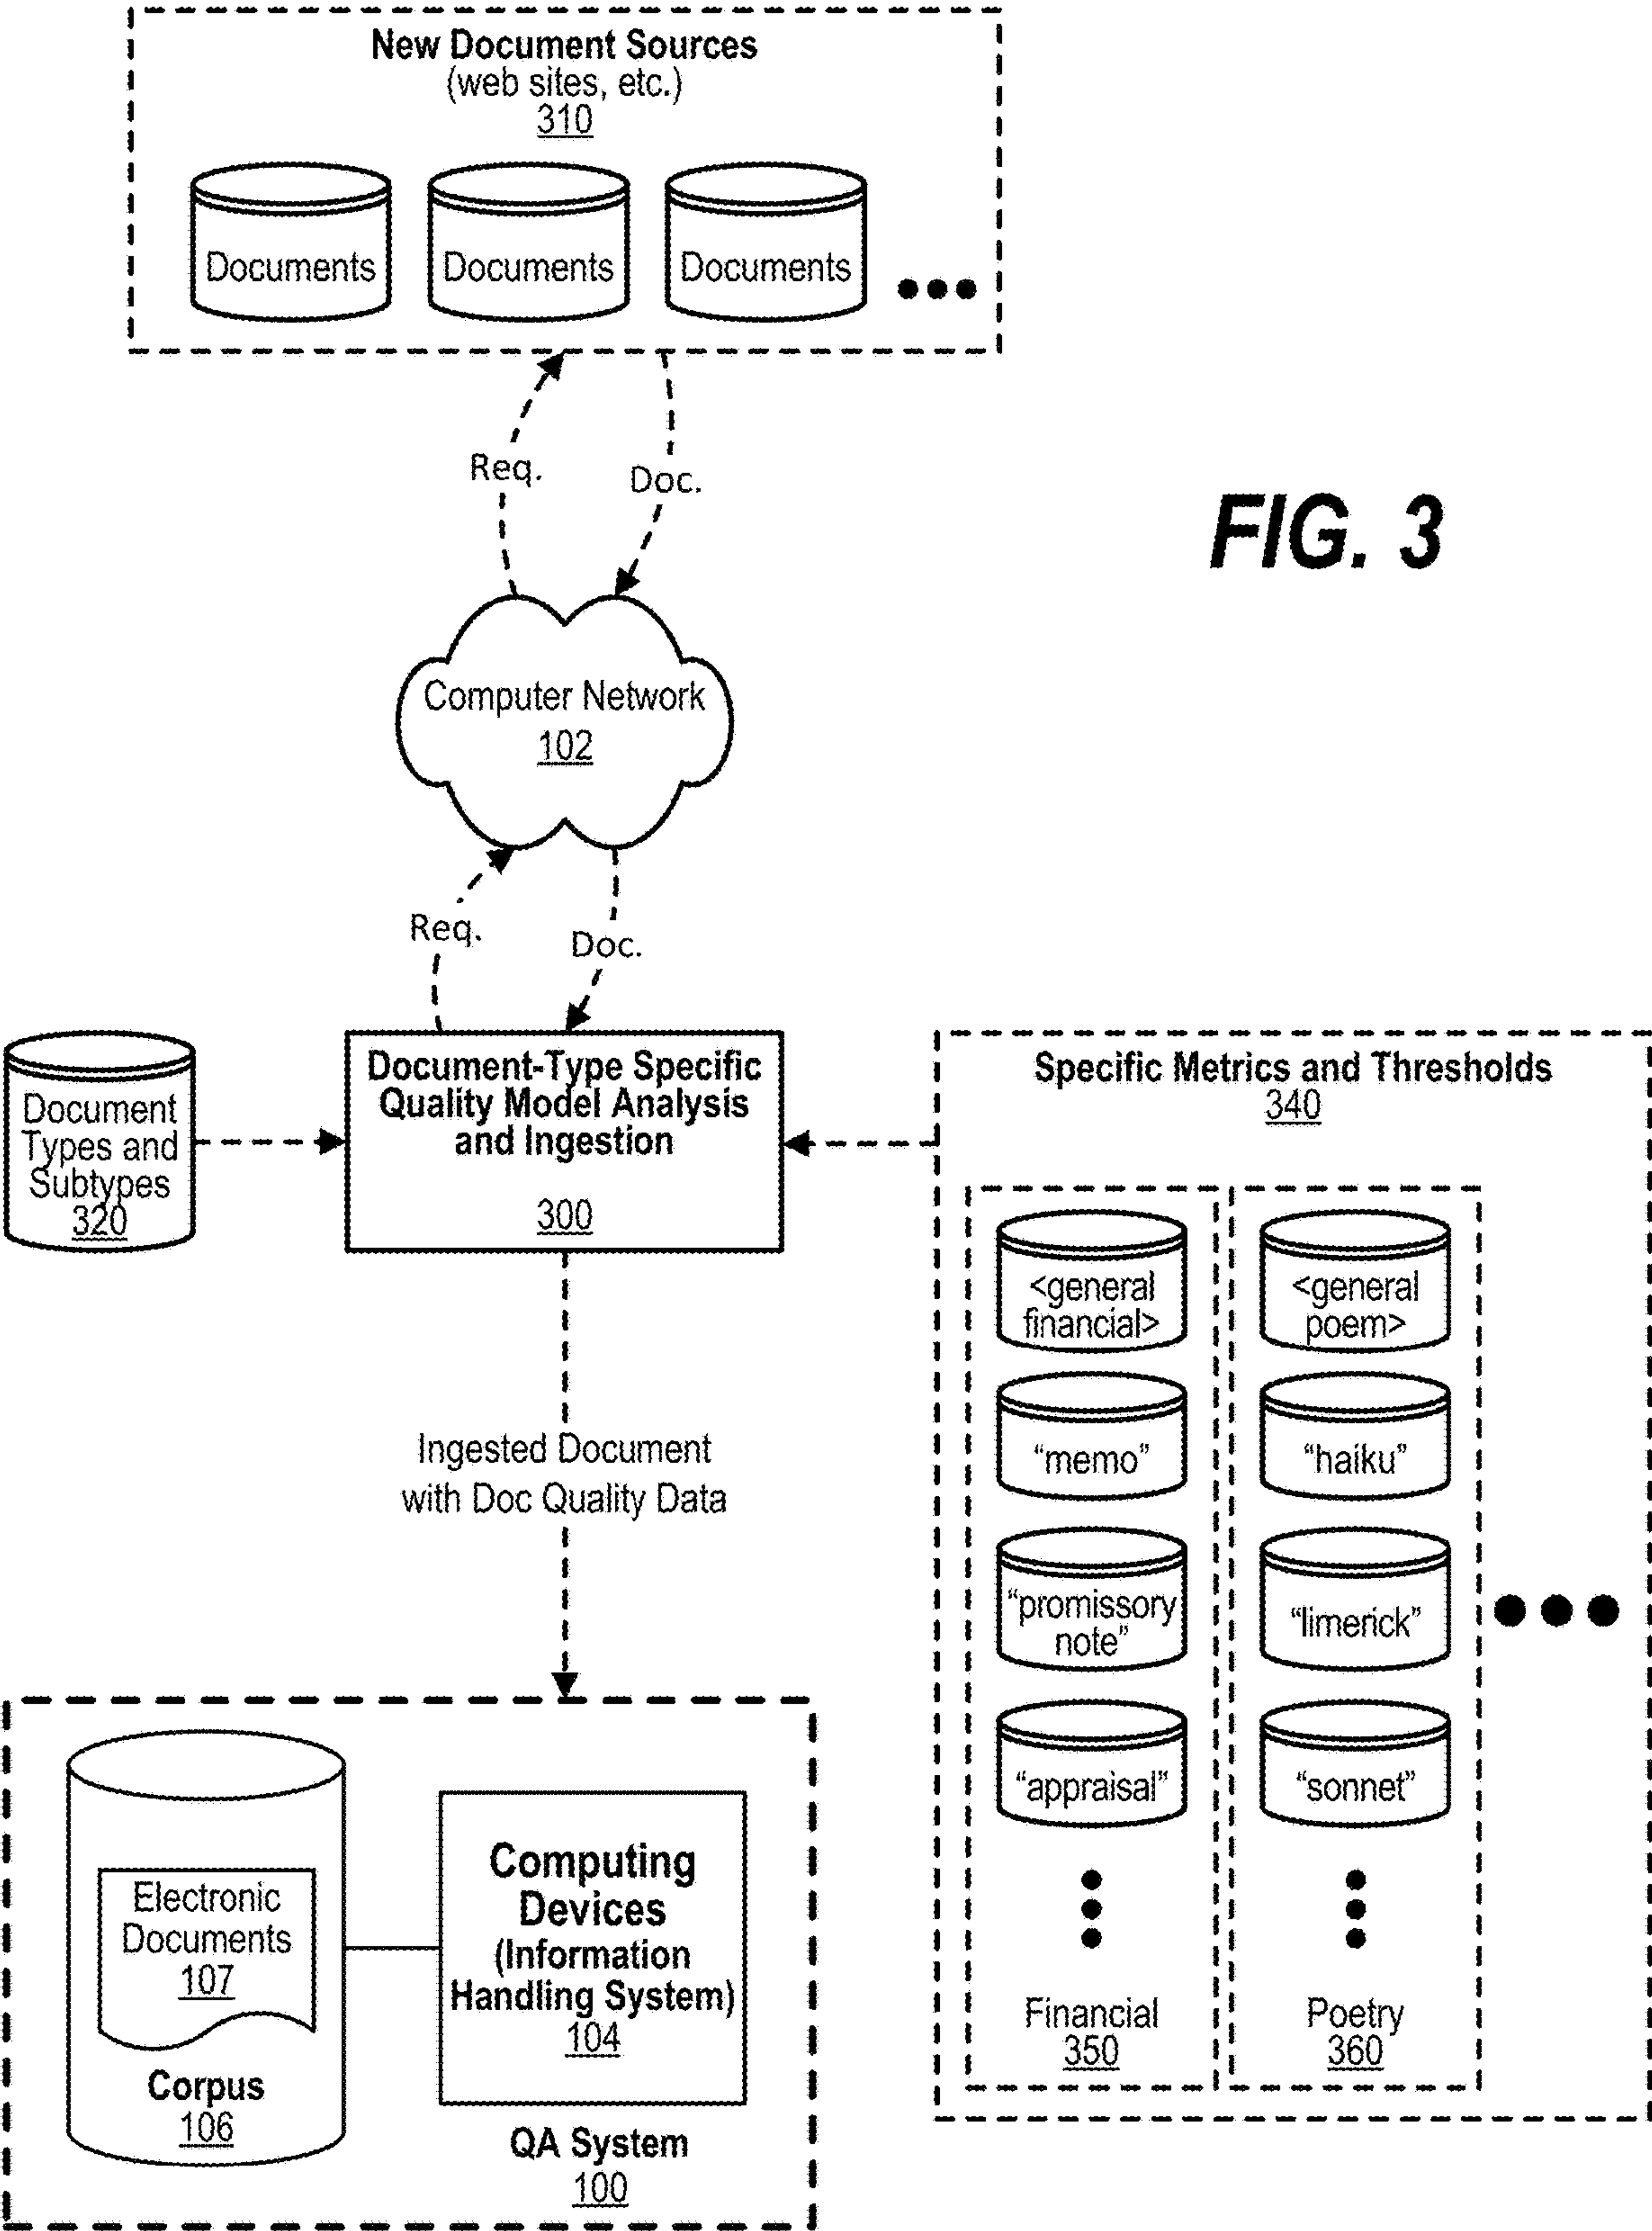 New Document Sources
(web sites, etc.)
310
Documents
Documents
Documents
Req.
Doc.
FIG. 3
Computer Network
102
Req.
Doc.
Document
Types and
Subtypes
320
Document-Type Specific
Quality Model Analysis
and Ingestion
300
Specific Metrics and Thresholds
340
<general
financial>
“memo”
“promissory
note”
“appraisal”
Financial
350
<general
poem>
“haiku”
“limerick”
“sonnet”
Poetry
360
Ingested Document
with Doc Quality Data
Electronic
Documents
107
Corpus
106
Computing
Devices
(Information
Handling System)
104
QA System
100